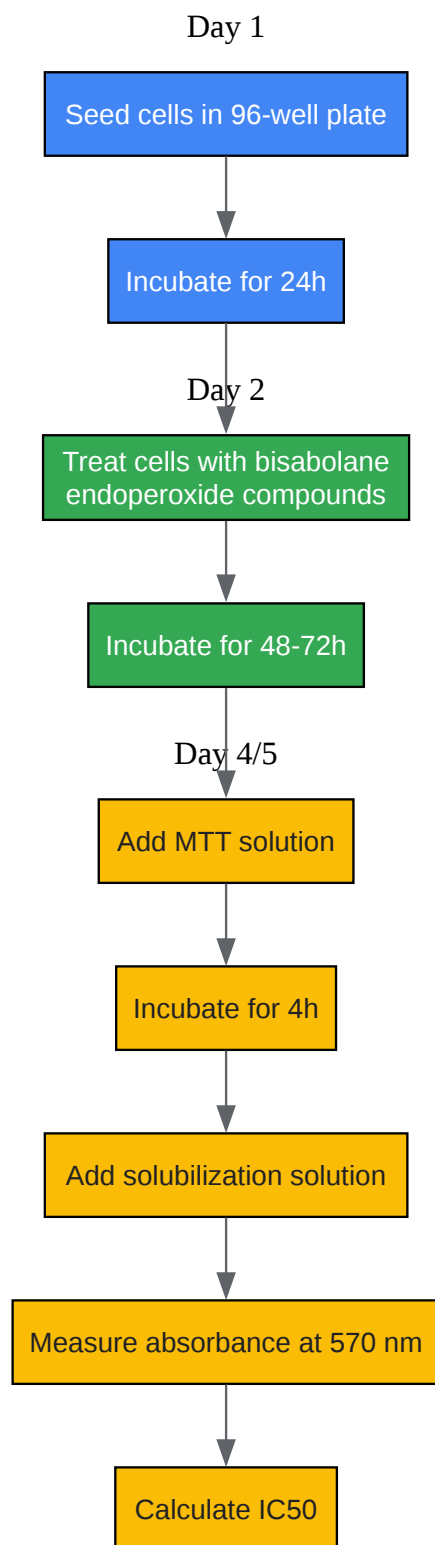 Day 1
Seed cells in 96-well plate
Incubate for 24h
Day 2
Treat cells with bisabolane
endoperoxide compounds
Incubate for 48-72h
Day 4/5
Add MTT solution
Incubate for 4h
Add solubilization solution
Measure absorbance at 570 nm
Calculate IC50